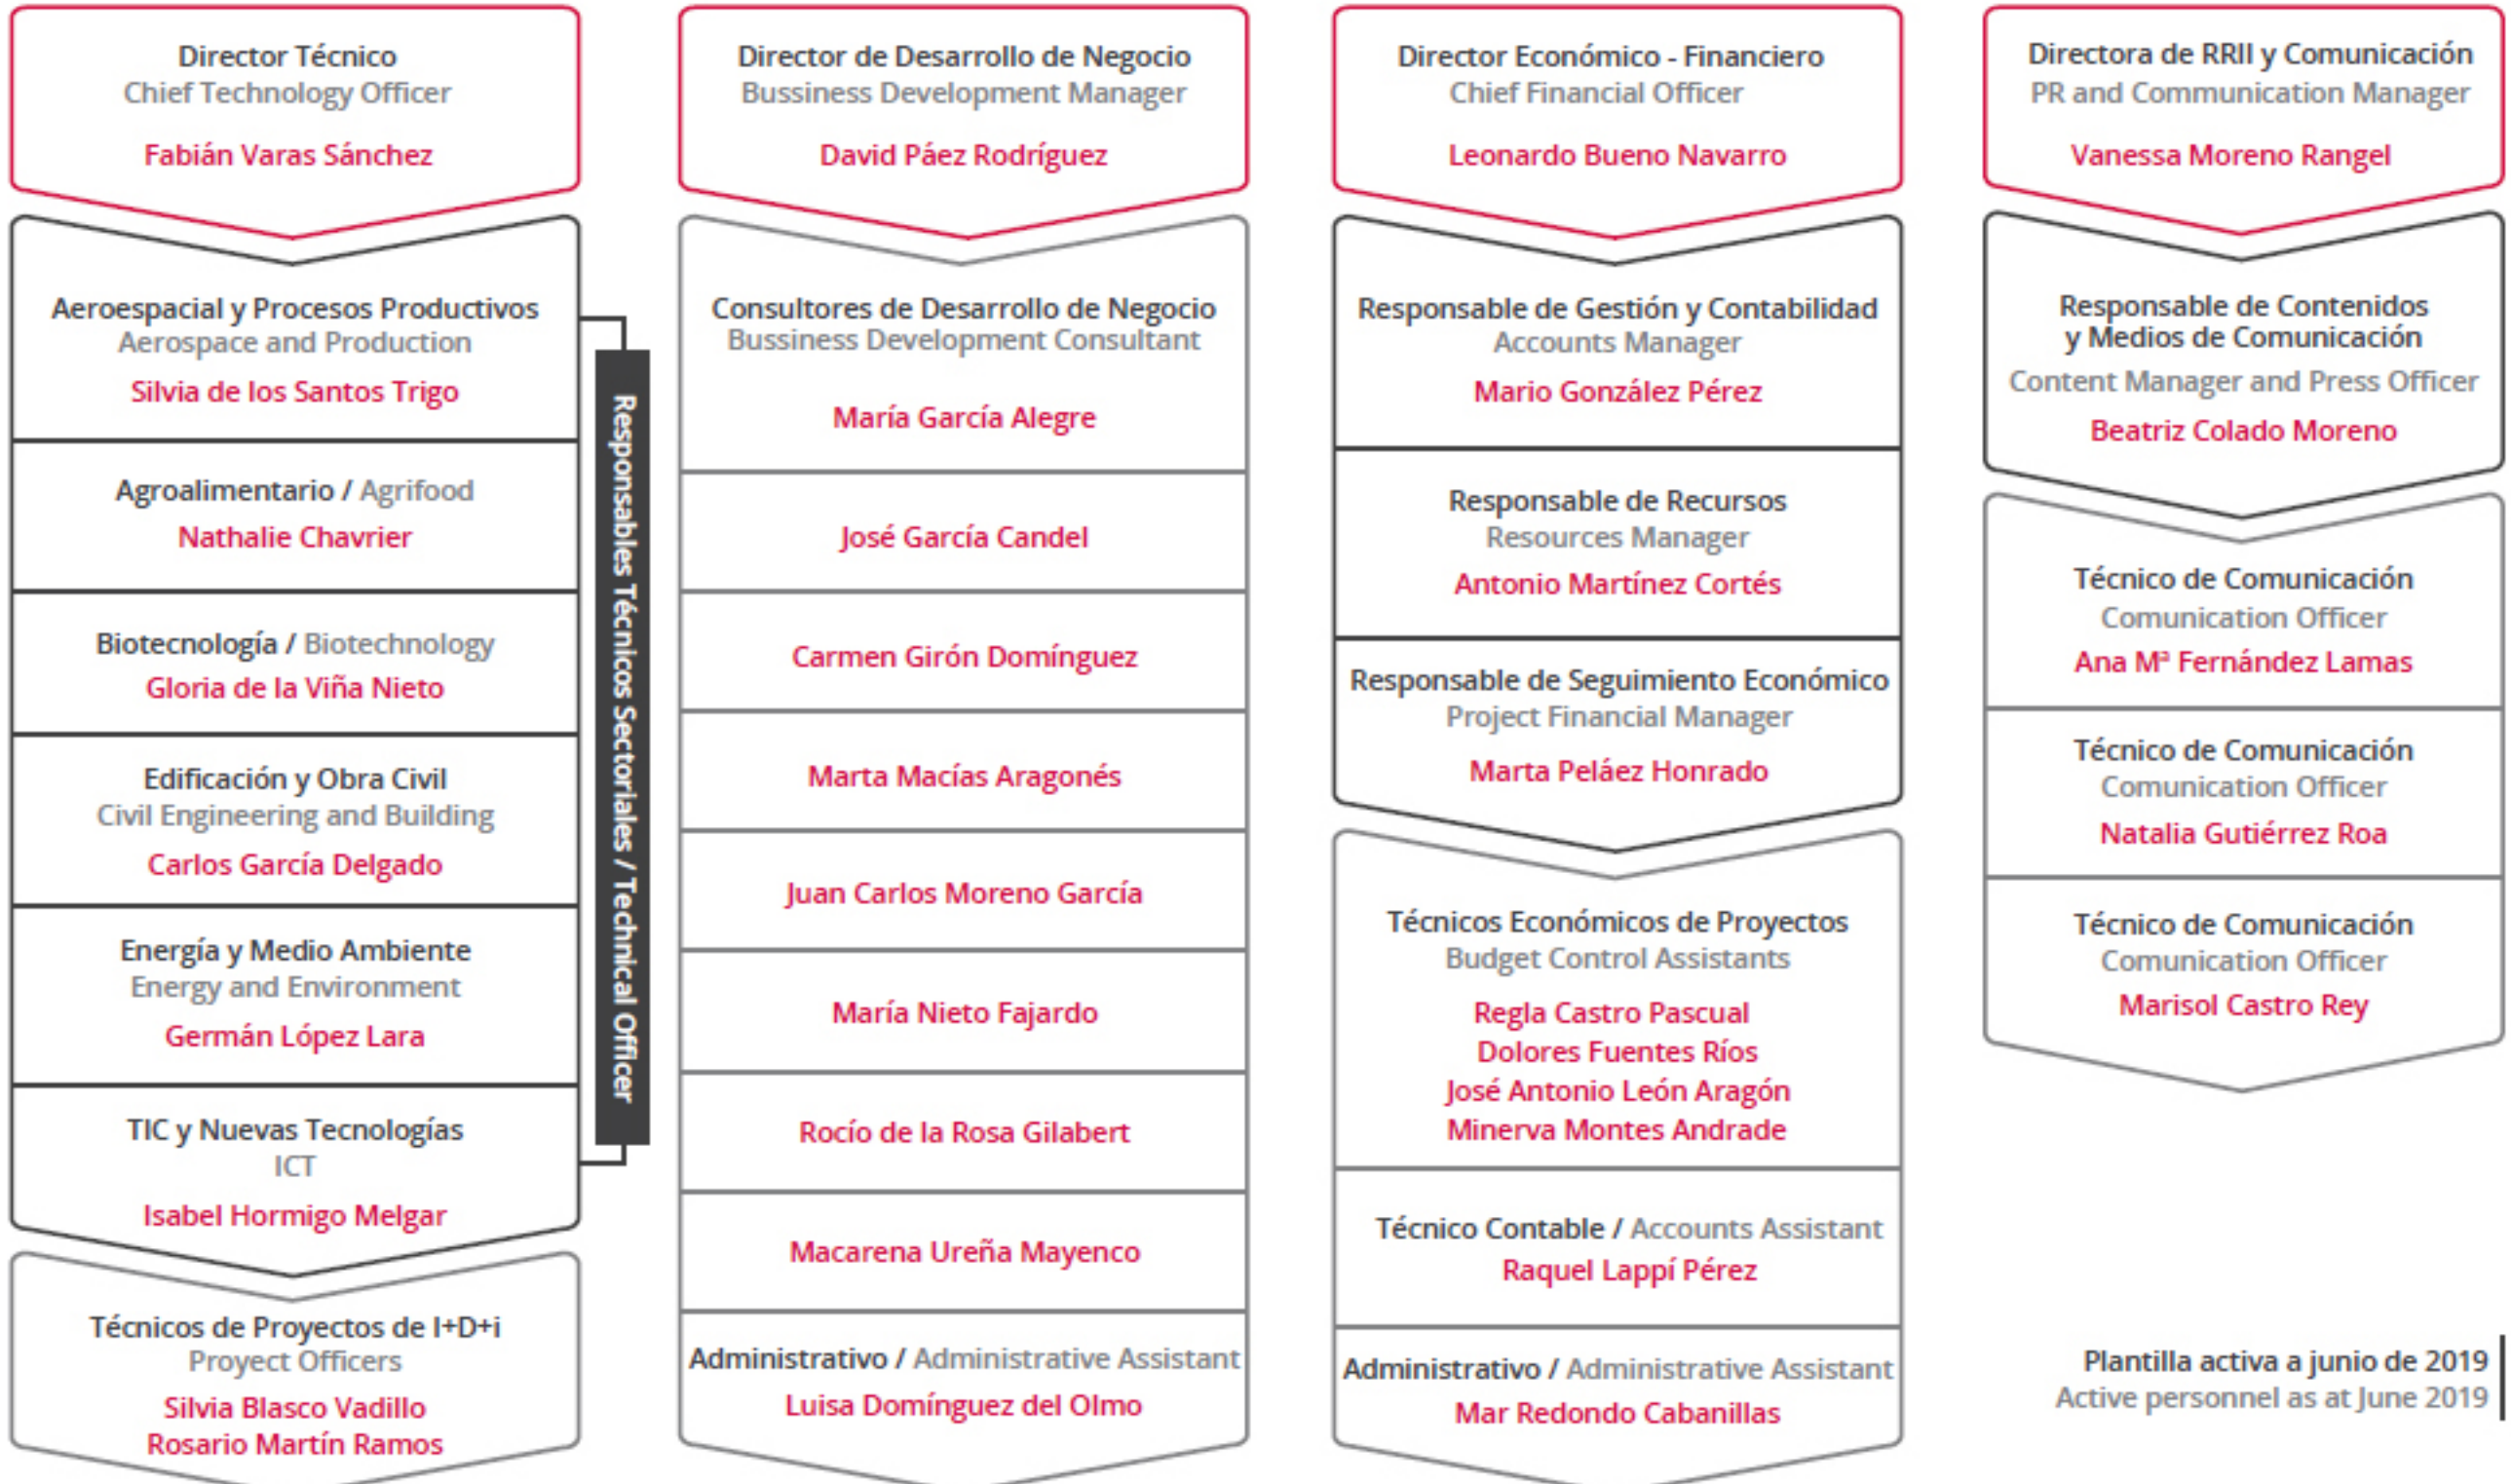 Director Técnico
Chief Technology Officer
Fabián Varas Sánchez
Aeroespacial y Procesos Productivos
Aerospace and Production
Silvia de los Santos Trigo
Agroalimentario / Agrifood
Nathalie Chavrier
Biotecnología / Biotechnology
Gloria de la Viña Nieto
Edificación y Obra Civil
Civil Engineering and Building
Carlos García Delgado
Energía y Medio Ambiente
Energy and Environment
Germán López Lara
TIC y Nuevas Tecnologías
ICT
Isabel Hormigo Melgar
Responsables Técnicos Sectoriales / Technical Officer
Técnicos de Proyectos de I+D+i
Proyect Officers
Silvia Blasco Vadillo
Rosario Martín Ramos
Director de Desarrollo de Negocio
Bussiness Development Manager
David Páez Rodríguez
Consultores de Desarrollo de Negocio
Bussiness Development Consultant
María García Alegre
José García Candel
Carmen Girón Domínguez
Marta Macías Aragonés
Juan Carlos Moreno García
María Nieto Fajardo
Rocío de la Rosa Gilabert
Macarena Ureña Mayenco
Administrativo / Administrative Assistant
Luisa Domínguez del Olmo
Director Económico - Financiero
Chief Financial Officer
Leonardo Bueno Navarro
Responsable de Gestión y Contabilidad
Accounts Manager
Mario González Pérez
Responsable de Recursos
Resources Manager
Antonio Martínez Cortés
Responsable de Seguimiento Económico
Project Financial Manager
Marta Peláez Honrado
Técnicos Económicos de Proyectos
Budget Control Assistants
Regla Castro Pascual
Dolores Fuentes Ríos
José Antonio León Aragón
Minerva Montes Andrade
Técnico Contable / Accounts Assistant
Raquel Lappí Pérez
Administrativo / Administrative Assistant
Mar Redondo Cabanillas
Directora de RRII y Comunicación
PR and Communication Manager
Vanessa Moreno Rangel
Responsable de Contenidos
y Medios de Comunicación
Content Manager and Press Officer
Beatriz Colado Moreno
Técnico de Comunicación
Comunication Officer
Ana Mª Fernández Lamas
Técnico de Comunicación
Comunication Officer
Natalia Gutiérrez Roa
Técnico de Comunicación
Comunication Officer
Marisol Castro Rey
Plantilla activa a junio de 2019
Active personnel as at June 2019